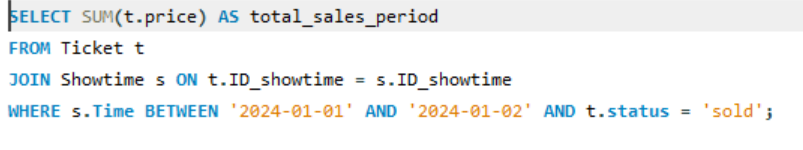 SELECT SUM(t.price) AS total_sales_period
FROM Ticket t
JOIN Showtime s ON t.ID_showtime = s.ID_showtime
WHERE s.Time BETWEEN '2024-01-01' AND '2024-01-02' AND t.status = 'sold';